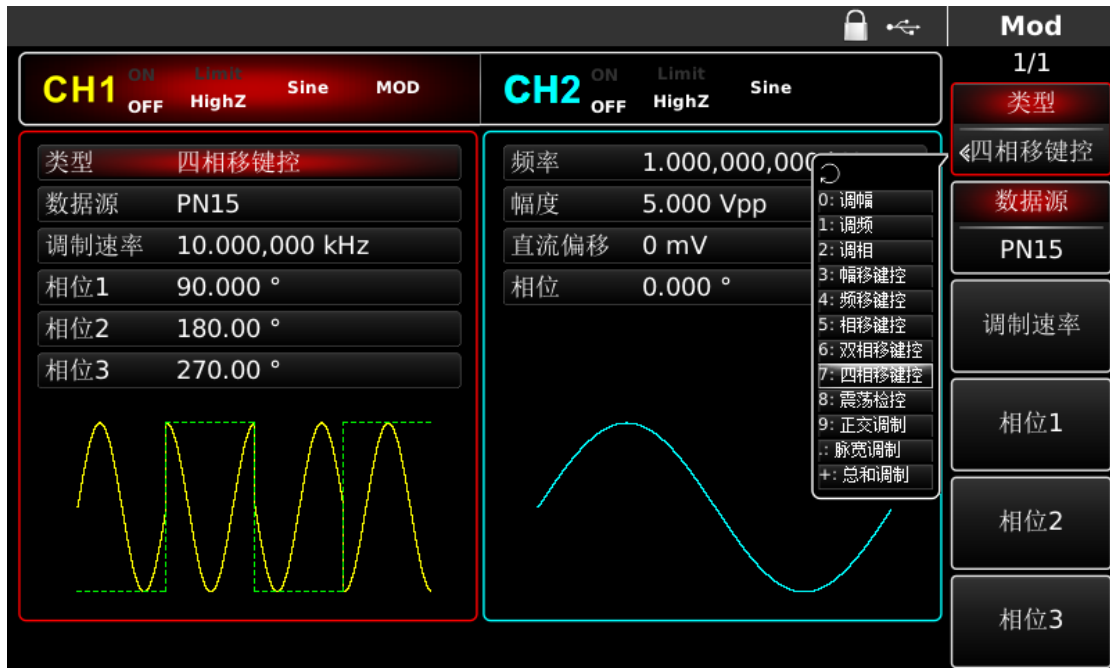 Mod
1/1
CH1 ON OFF Limit HighZ Sine MOD
CH2 ON OFF Limit HighZ Sine
类型 四相移键控
数据源 PN15
调制速率 10.000,000 kHz
相位1 90.000 °
相位2 180.00 °
相位3 270.00 °
频率 1.000,000,000
幅度 5.000 Vpp
直流偏移 0 mV
相位 0.000 °
0: 调幅
1: 调频
2: 调相
3: 幅移键控
4: 频移键控
5: 相移键控
6: 双相移键控
7: 四相移键控
8: 震荡检控
9: 正交调制
.: 脉宽调制
+: 总和调制
类型
四相移键控
数据源
PN15
调制速率
相位1
相位2
相位3